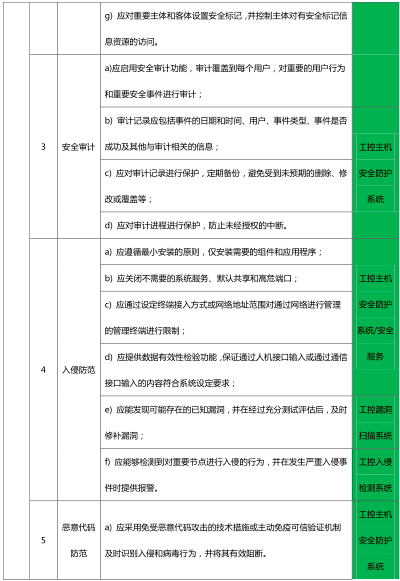 g) 应对重要主体和客体设置安全标记,并控制主体对有安全标记信
息资源的访问。
3
安全审计
a)应启用安全审计功能，审计覆盖到每个用户，对重要的用户行为
和重要安全事件进行审计；
b) 审计记录应包括事件的日期和时间、用户、事件类型、事件是否
成功及其他与审计相关的信息；
c) 应对审计记录进行保护，定期备份，避免受到未预期的删除、修
改或覆盖等；
d) 应对审计进程进行保护，防止未经授权的中断。
工控主机
安全防护
系统
4
入侵防范
a) 应遵循最小安装的原则，仅安装需要的组件和应用程序；
b) 应关闭不需要的系统服务、默认共享和高危端口；
c) 应通过设定终端接入方式或网络地址范围对通过网络进行管理
的管理终端进行限制；
d) 应提供数据有效性检验功能，保证通过人机接口输入或通过通信
接口输入的内容符合系统设定要求；
工控主机
安全防护
系统/安全
服务
e) 应能发现可能存在的已知漏洞，并在经过充分测试评估后，及时
修补漏洞；
工控漏洞
扫描系统
f) 应能够检测到对重要节点进行入侵的行为，并在发生严重入侵事
件时提供报警。
工控入侵
检测系统
5
恶意代码
防范
a) 应采用免受恶意代码攻击的技术措施或主动免疫可信验证机制
及时识别入侵和病毒行为，并将其有效阻断。
工控主机
安全防护
系统